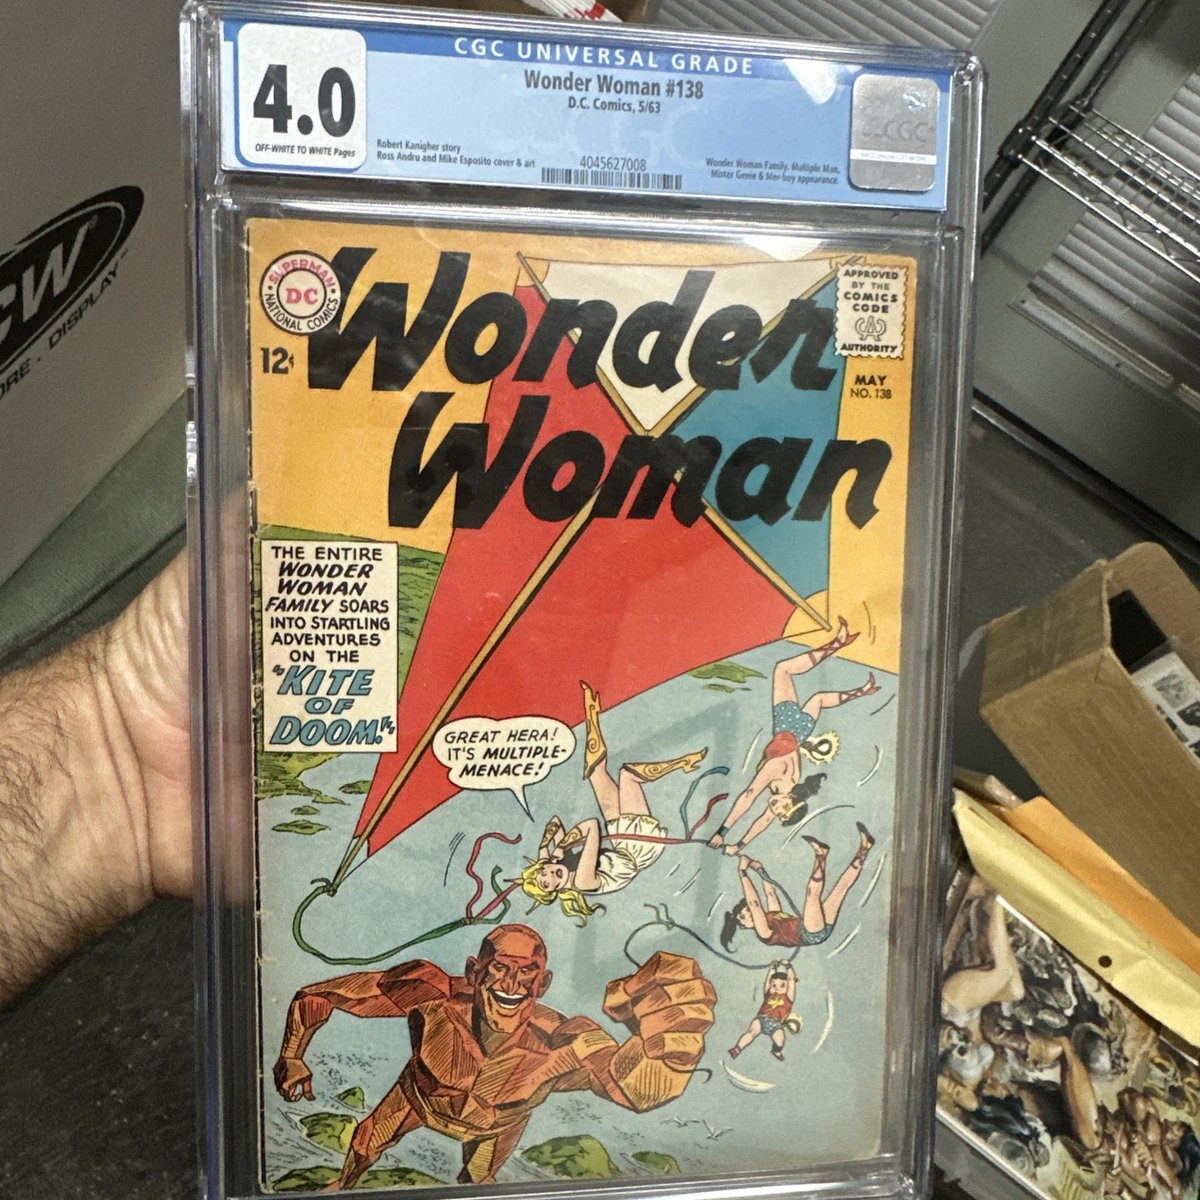 CGC UNIVERSAL GRADE
4.0
OFF-WHITE TO WHITE Pages
Wonder Woman #138
D.C. Comics, 5/63
Robert Kanigher story
Ross Andru and Mike Esposito cover & art
4045627008
Wonder Woman Family, Multiple Man,
Mister Genie & Mer-boy appearance.
CGC
CGC
SUPERMAN
DC
NATIONAL COMICS
12¢
Wonder
Woman
APPROVED
BY THE
COMICS
CODE
CA
AUTHORITY
MAY
NO. 138
THE ENTIRE
WONDER
WOMAN
FAMILY SOARS
INTO STARTLING
ADVENTURES
ON THE
"KITE
OF
DOOM!"
GREAT HERA!
IT'S MULTIPLE-
MENACE!
DISPLAY